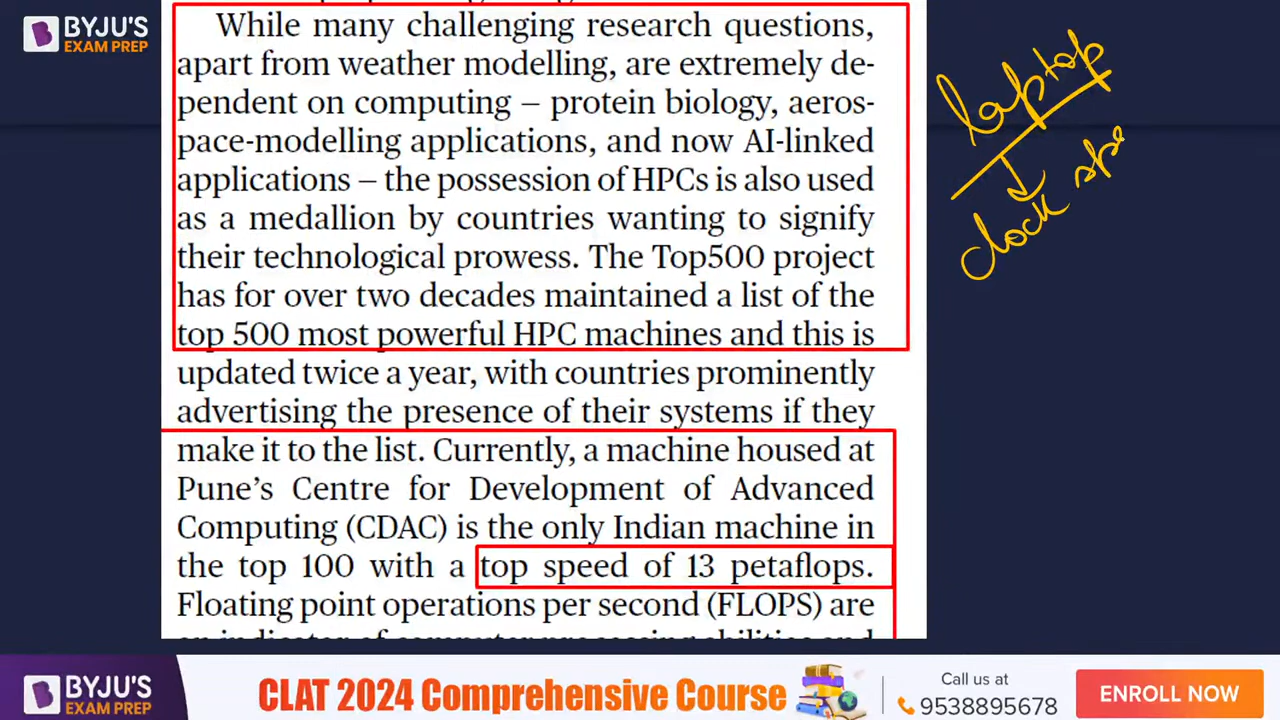 BYJU'S
EXAM PREP
While many challenging research questions,
apart from weather modelling, are extremely de-
pendent on computing – protein biology, aeros-
pace-modelling applications, and now AI-linked
applications – the possession of HPCs is also used
as a medallion by countries wanting to signify
their technological prowess. The Top500 project
has for over two decades maintained a list of the
top 500 most powerful HPC machines and this is
updated twice a year, with countries prominently
advertising the presence of their systems if they
make it to the list. Currently, a machine housed at
Pune's Centre for Development of Advanced
Computing (CDAC) is the only Indian machine in
the top 100 with a top speed of 13 petaflops.
Floating point operations per second (FLOPS) are
laptop
clock spe
BYJU'S
EXAM PREP
CLAT 2024 Comprehensive Course
Call us at
9538895678
ENROLL NOW